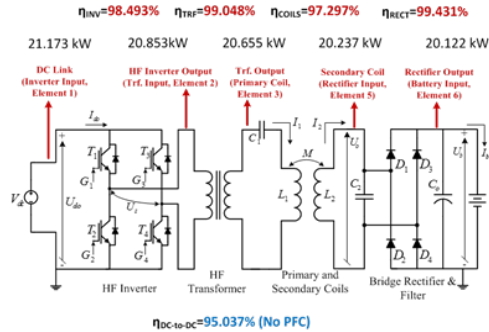 ηINV=98.493% ηTRF=99.048% ηCOILS=97.297% ηRECT=99.431%
21.173 kW 20.853kW 20.655 kW 20.237 kW 20.122 kW
DC Link
(Inverter Input,
Element 1)
HF Inverter Output
(Trf. Input, Element 2)
Trf. Output
(Primary Coil,
Element 3)
Secondary Coil
(Rectifier Input,
Element 5)
Rectifier Output
(Battery Input,
Element 6)
Idc
T1
T3
G1
G3
Vdc
Udo
Us
T2
T4
G2
G4
C1
I1
M
I2
L1
L2
C2
D1
D3
D2
D4
Co
HF Inverter
HF
Transformer
Primary and
Secondary Coils
Bridge Rectifier &
Filter
ηDC-to-DC=95.037% (No PFC)